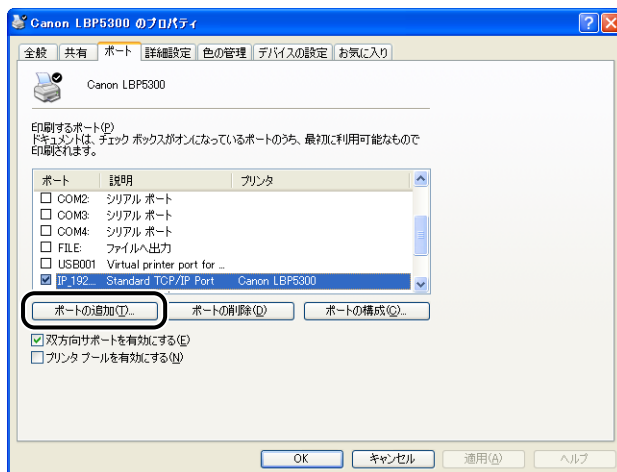 Canon LBP5300 のプロパティ
全般 共有 ポート 詳細設定 色の管理 デバイスの設定 お気に入り
Canon LBP5300
印刷するポート(P)
ドキュメントは、チェック ボックスがオンになっているポートのうち、最初に利用可能なもので
印刷されます。
ポート 説明 プリンタ
COM2: シリアル ポート
COM3: シリアル ポート
COM4: シリアル ポート
FILE: ファイルへ出力
USB001 Virtual printer port for ...
IP_192... Standard TCP/IP Port Canon LBP5300
ポートの追加(T)... ポートの削除(D) ポートの構成(C)...
双方向サポートを有効にする(E)
プリンタ プールを有効にする(N)
OK キャンセル 適用(A) ヘルプ